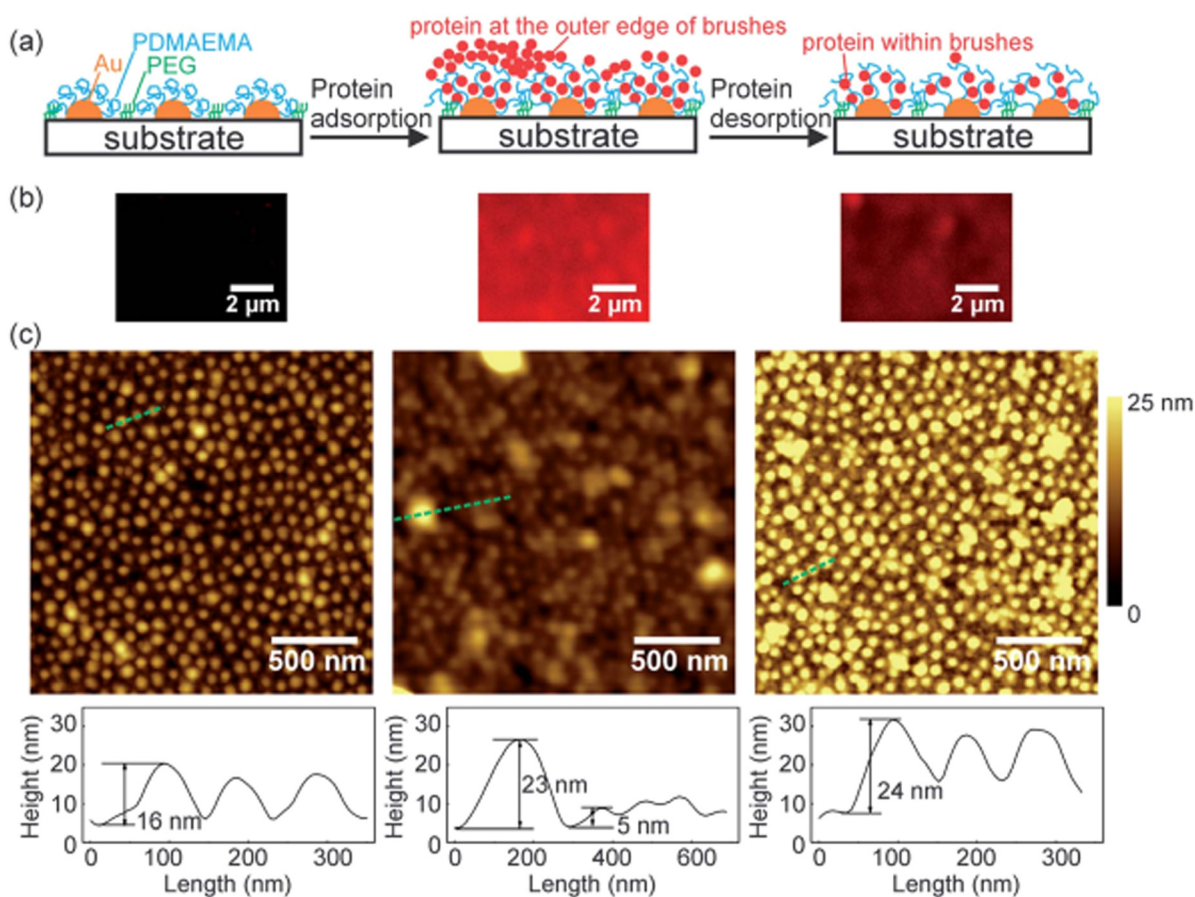 (a)
Au
PDMAEMA
PEG
substrate
Protein
adsorption
protein at the outer edge of brushes
substrate
Protein
desorption
protein within brushes
substrate
(b)
2 μm
2 μm
2 μm
(c)
500 nm
500 nm
500 nm
25 nm
0
Height (nm)
30
20
10
0
16 nm
0 100 200 300
Length (nm)
Height (nm)
30
20
10
0
23 nm
5 nm
0 200 400 600
Length (nm)
Height (nm)
30
20
10
0
24 nm
0 100 200 300
Length (nm)